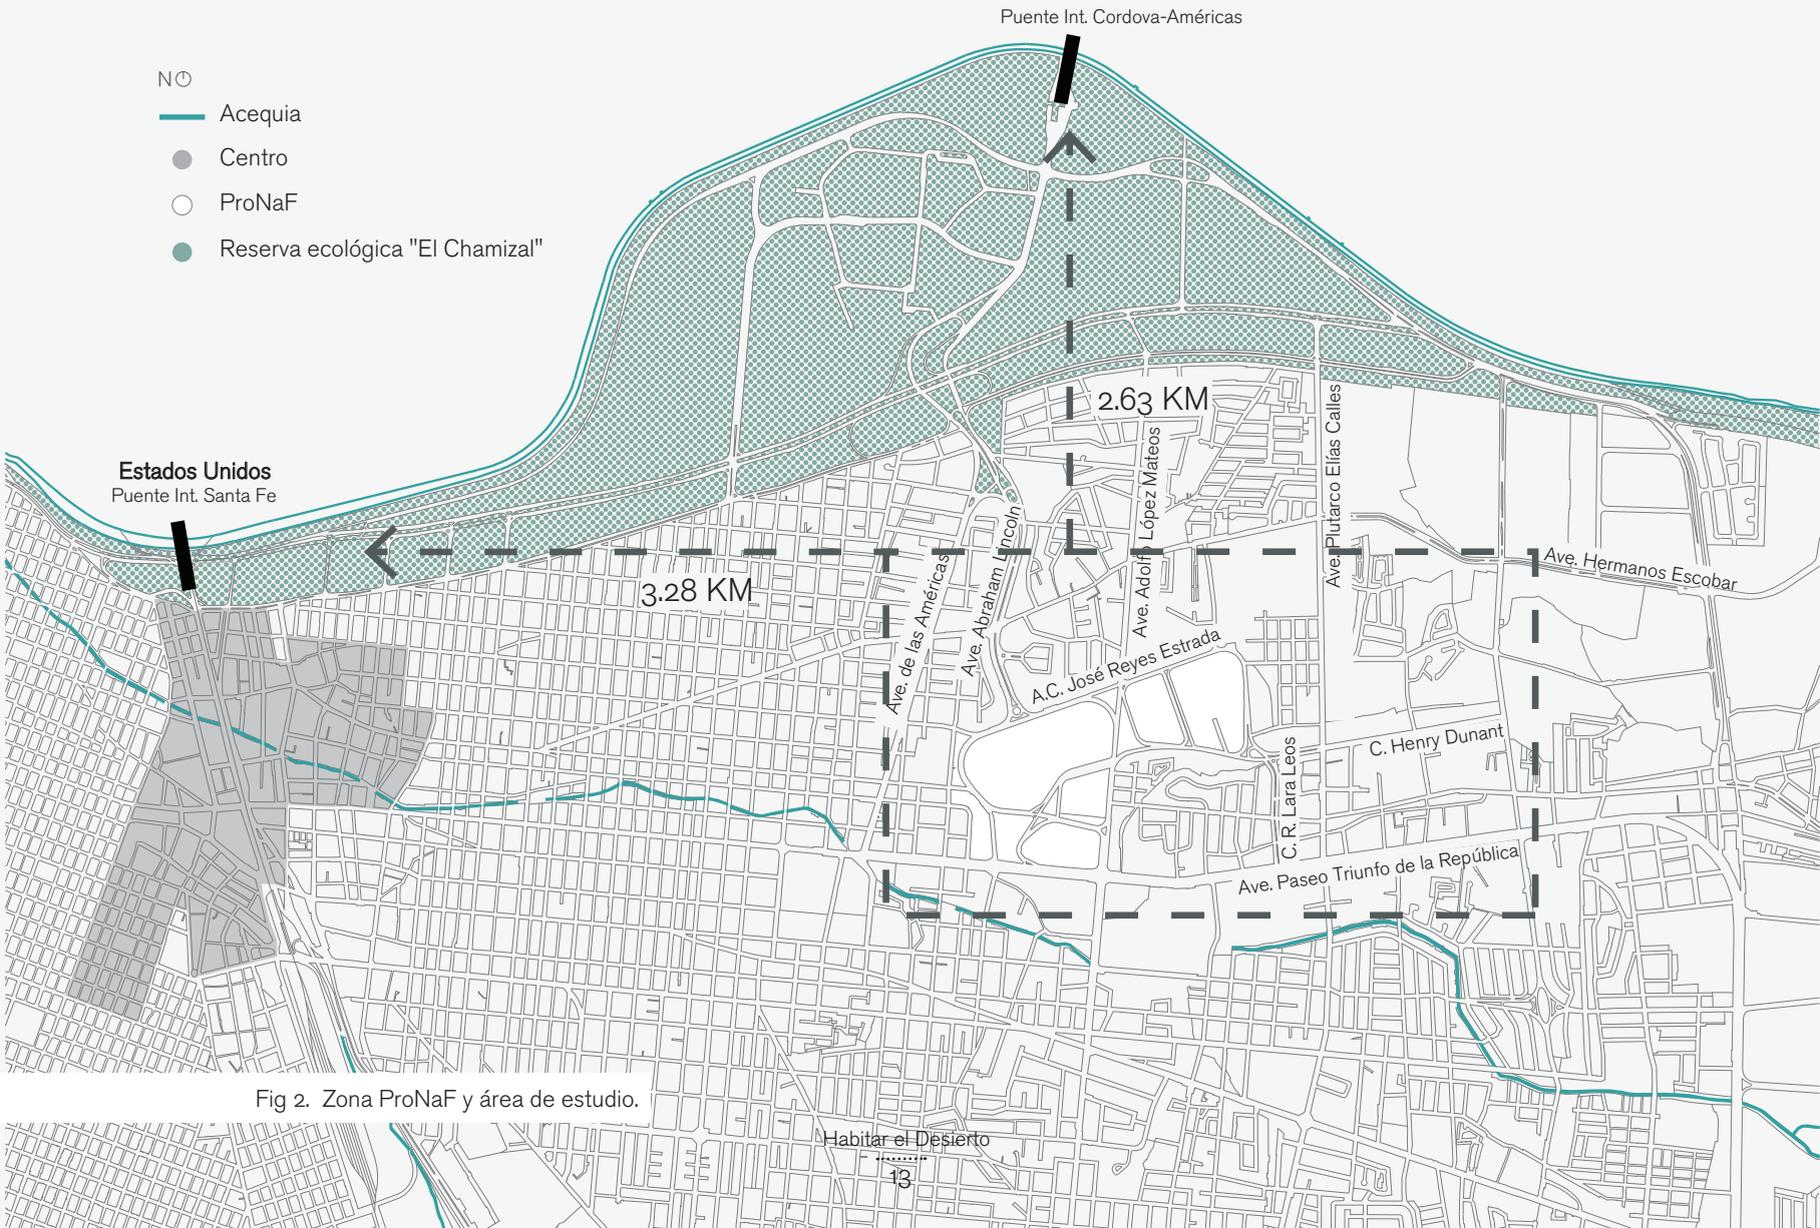 Puente Int. Cordova-Américas
N
Acequia
Centro
ProNaF
Reserva ecológica "El Chamizal"
2.63 KM
Estados Unidos
Puente Int. Santa Fe
3.28 KM
Ave. de las Américas
Ave. Abraham Lincoln
Ave. Adolfo López Mateos
Ave. Plutarco Elías Calles
Ave. Hermanos Escobar
A.C. José Reyes Estrada
C. Henry Dunant
C. R. Lara Leos
Ave. Paseo Triunfo de la República
Fig 2. Zona ProNaF y área de estudio.
Habitar el Desierto
13